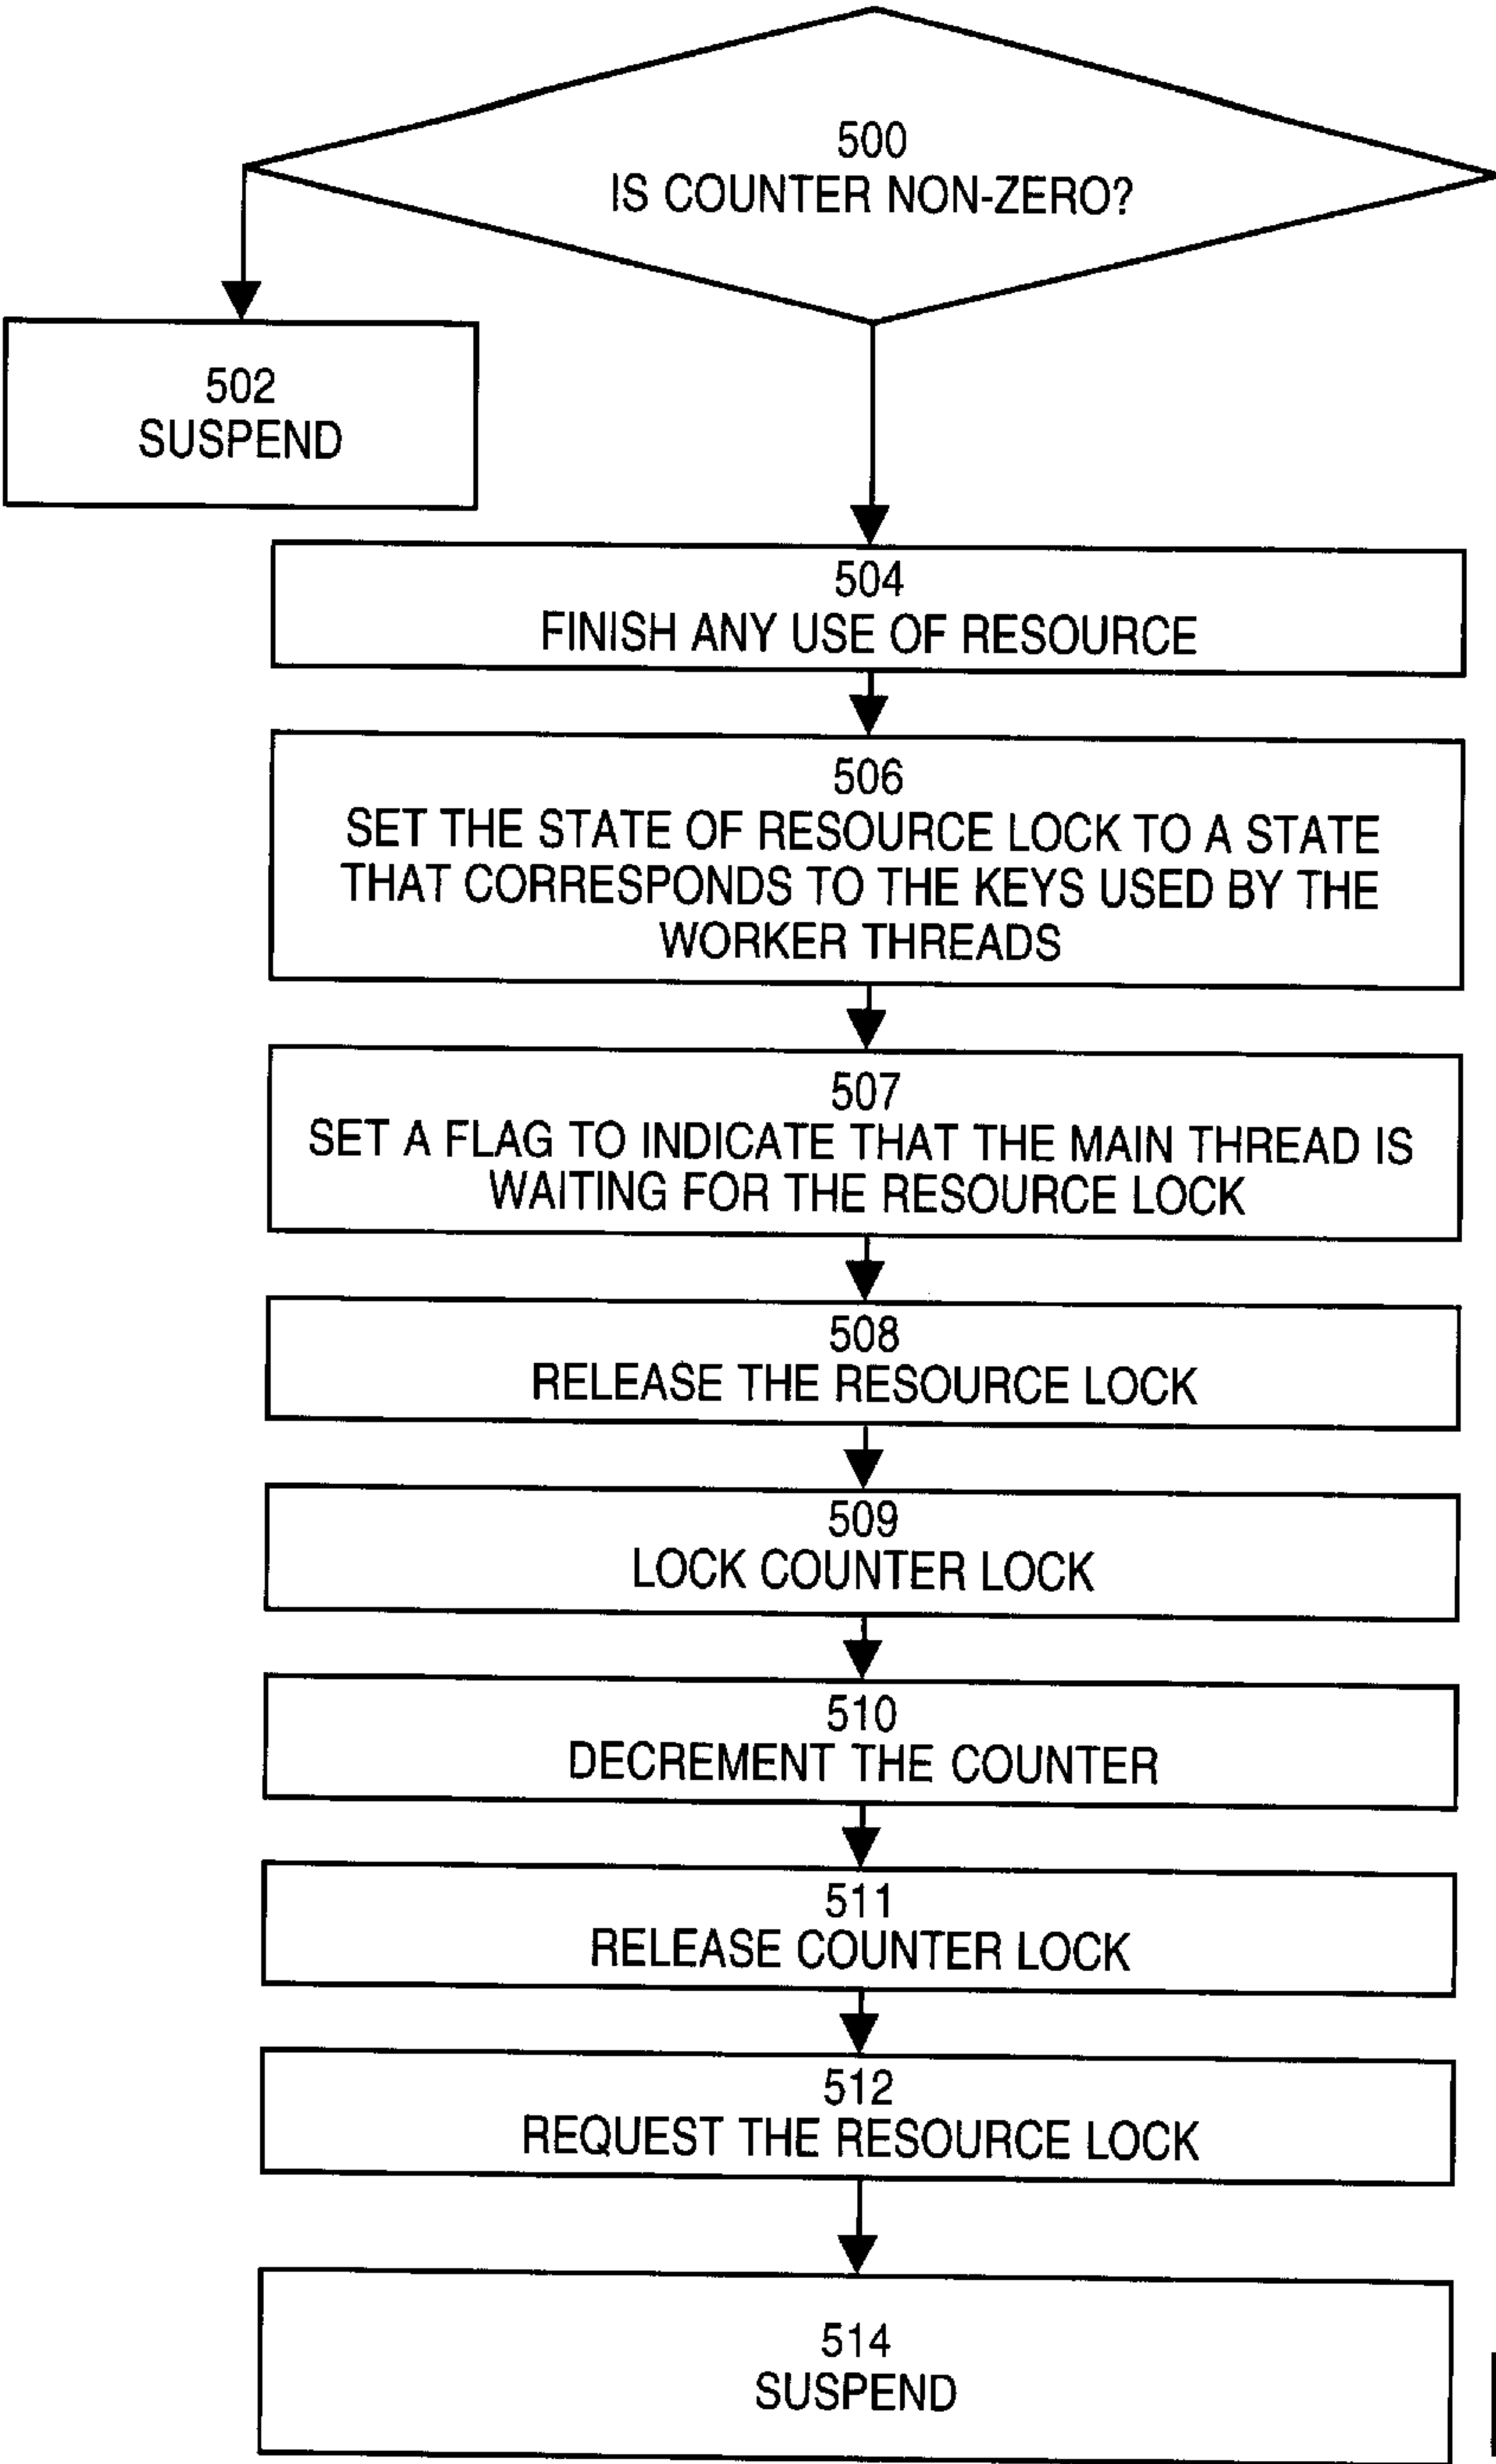 500
IS COUNTER NON-ZERO?
502
SUSPEND
504
FINISH ANY USE OF RESOURCE
506
SET THE STATE OF RESOURCE LOCK TO A STATE
THAT CORRESPONDS TO THE KEYS USED BY THE
WORKER THREADS
507
SET A FLAG TO INDICATE THAT THE MAIN THREAD IS
WAITING FOR THE RESOURCE LOCK
508
RELEASE THE RESOURCE LOCK
509
LOCK COUNTER LOCK
510
DECREMENT THE COUNTER
511
RELEASE COUNTER LOCK
512
REQUEST THE RESOURCE LOCK
514
SUSPEND